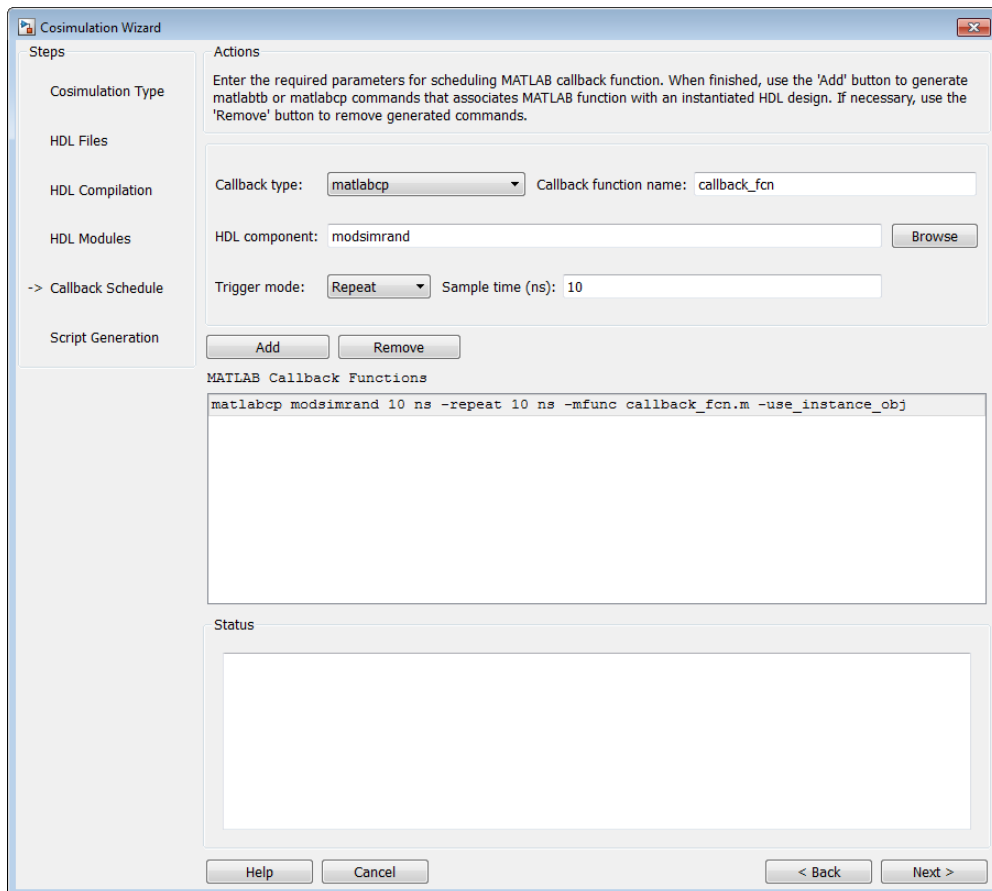 Cosimulation Wizard
Steps
Cosimulation Type
HDL Files
HDL Compilation
HDL Modules
-> Callback Schedule
Script Generation
Actions
Enter the required parameters for scheduling MATLAB callback function. When finished, use the 'Add' button to generate
matlabtb or matlabcp commands that associates MATLAB function with an instantiated HDL design. If necessary, use the
'Remove' button to remove generated commands.
Callback type: matlabcp Callback function name: callback_fcn
HDL component: modsimrand Browse
Trigger mode: Repeat Sample time (ns): 10
Add Remove
MATLAB Callback Functions
matlabcp modsimrand 10 ns -repeat 10 ns -mfunc callback_fcn.m -use_instance_obj
Status
Help Cancel < Back Next >